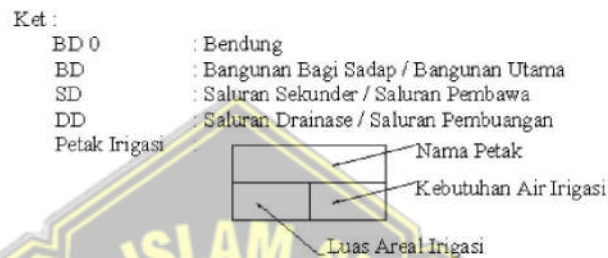 Ket :
BD 0 : Bendung
BD : Bangunan Bagi Sadap / Bangunan Utama
SD : Saluran Sekunder / Saluran Pembawa
DD : Saluran Drainase / Saluran Pembuangan
Petak Irigasi :
Nama Petak
Kebutuhan Air Irigasi
Luas Areal Irigasi
ISLAM